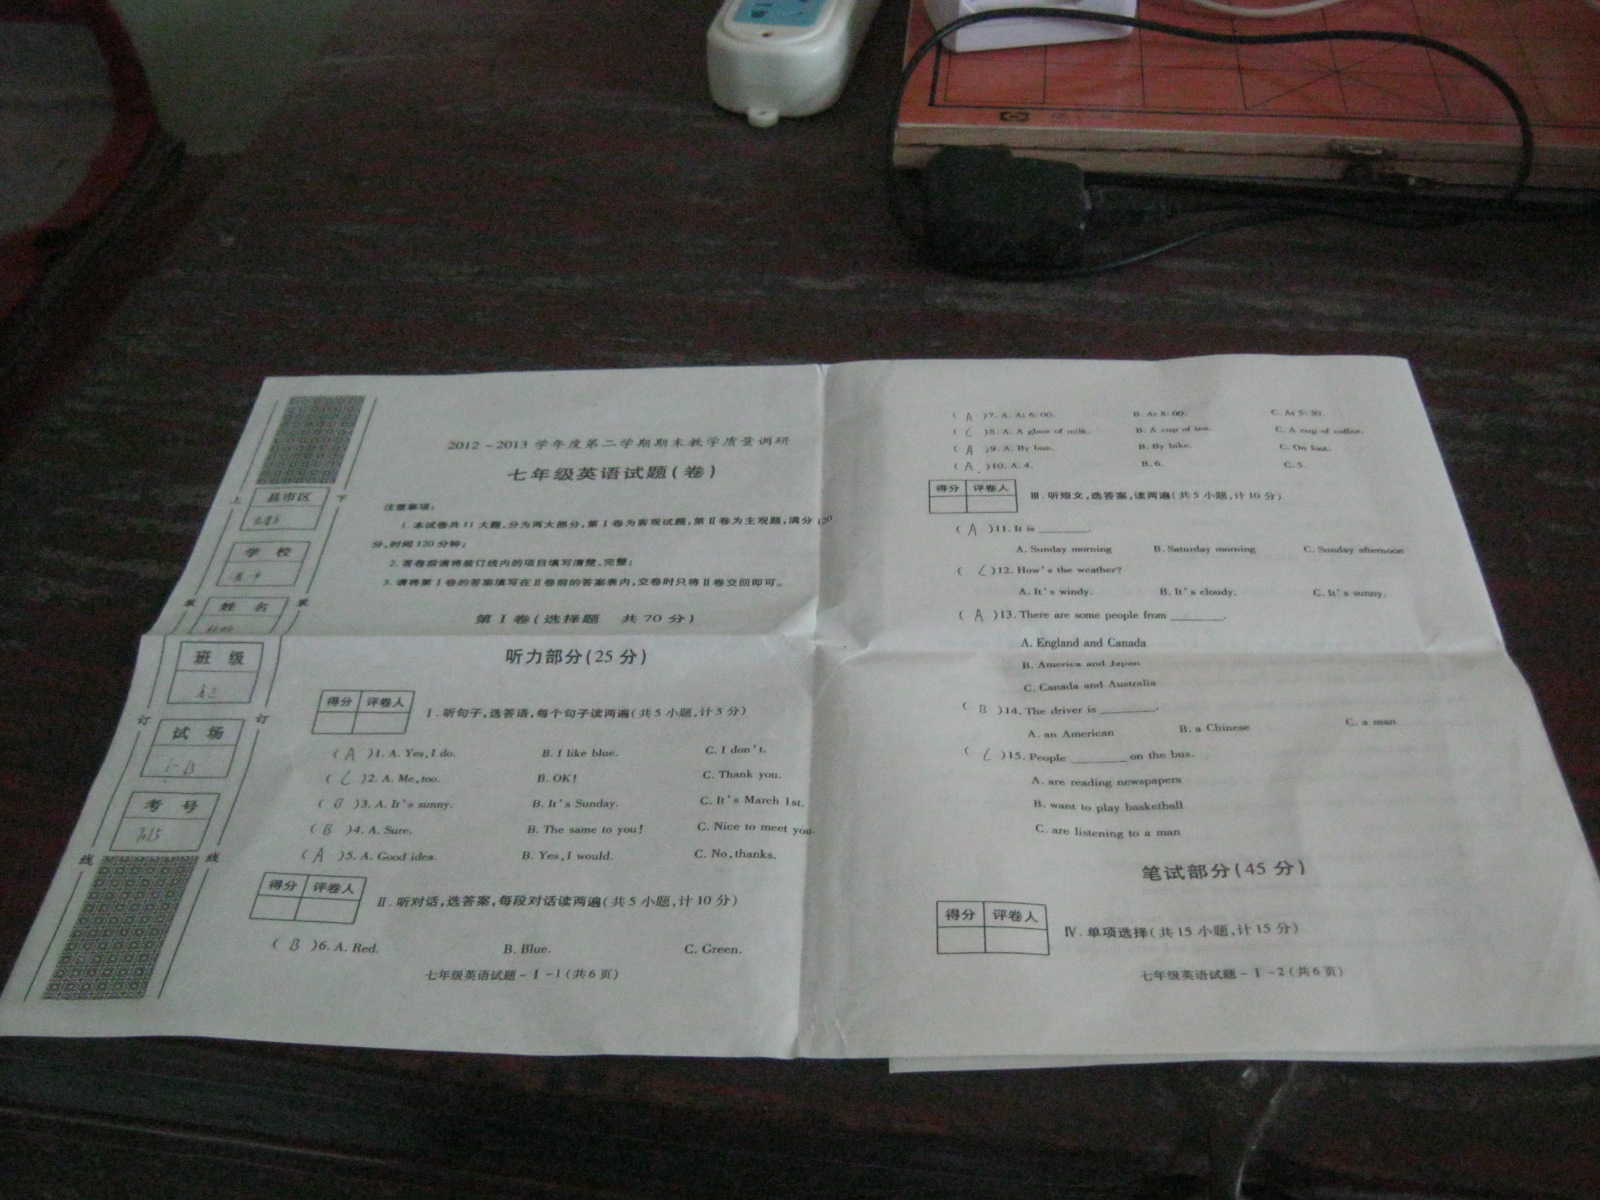 2012－2013 学年度第二学期期末教学质量调研
七年级英语试题(卷)
注意事项:
1. 本试卷共 11 大题,分为两大部分,第 Ⅰ 卷为客观试题,第 Ⅱ 卷为主观题,满分 120
分,时间 120 分钟;
2. 答卷前请将装订线内的项目填写清楚、完整;
3. 请将第 Ⅰ 卷的答案填写在 Ⅱ 卷前的答案表内,交卷时只将 Ⅱ 卷交回即可。
第 Ⅰ 卷(选择题 共 70 分)
听力部分(25 分)
得分 评卷人
Ⅰ. 听句子,选答语,每个句子读两遍(共 5 小题,计 5 分)
( A )1. A. Yes, I do. B. I like blue. C. I don't.
( C )2. A. Me, too. B. OK! C. Thank you.
( B )3. A. It's sunny. B. It's Sunday. C. It's March 1st.
( B )4. A. Sure. B. The same to you! C. Nice to meet you.
( A )5. A. Good idea. B. Yes, I would. C. No, thanks.
得分 评卷人
Ⅱ. 听对话,选答案,每段对话读两遍(共 5 小题,计 10 分)
( B )6. A. Red. B. Blue. C. Green.
七年级英语试题－Ⅰ－1(共 6 页)
上 县市区 下
学 校
装 姓 名 装
班 级
订 试 场 订
考 号
线 线
( A )7. A. At 6:00. B. At 8:00. C. At 5:30.
( C )8. A. A glass of milk. B. A cup of tea. C. A cup of coffee.
( A )9. A. By bus. B. By bike. C. On foot.
( A )10. A. 4. B. 6. C. 5.
得分 评卷人
Ⅲ. 听短文,选答案,读两遍(共 5 小题,计 10 分)
( A )11. It is ________.
A. Sunday morning B. Saturday morning C. Sunday afternoon
( C )12. How's the weather?
A. It's windy. B. It's cloudy. C. It's sunny.
( A )13. There are some people from ________.
A. England and Canada
B. America and Japan
C. Canada and Australia
( B )14. The driver is ________.
A. an American B. a Chinese C. a man
( C )15. People ________ on the bus.
A. are reading newspapers
B. want to play basketball
C. are listening to a man
笔试部分(45 分)
得分 评卷人
Ⅳ. 单项选择(共 15 小题,计 15 分)
七年级英语试题－Ⅰ－2(共 6 页)